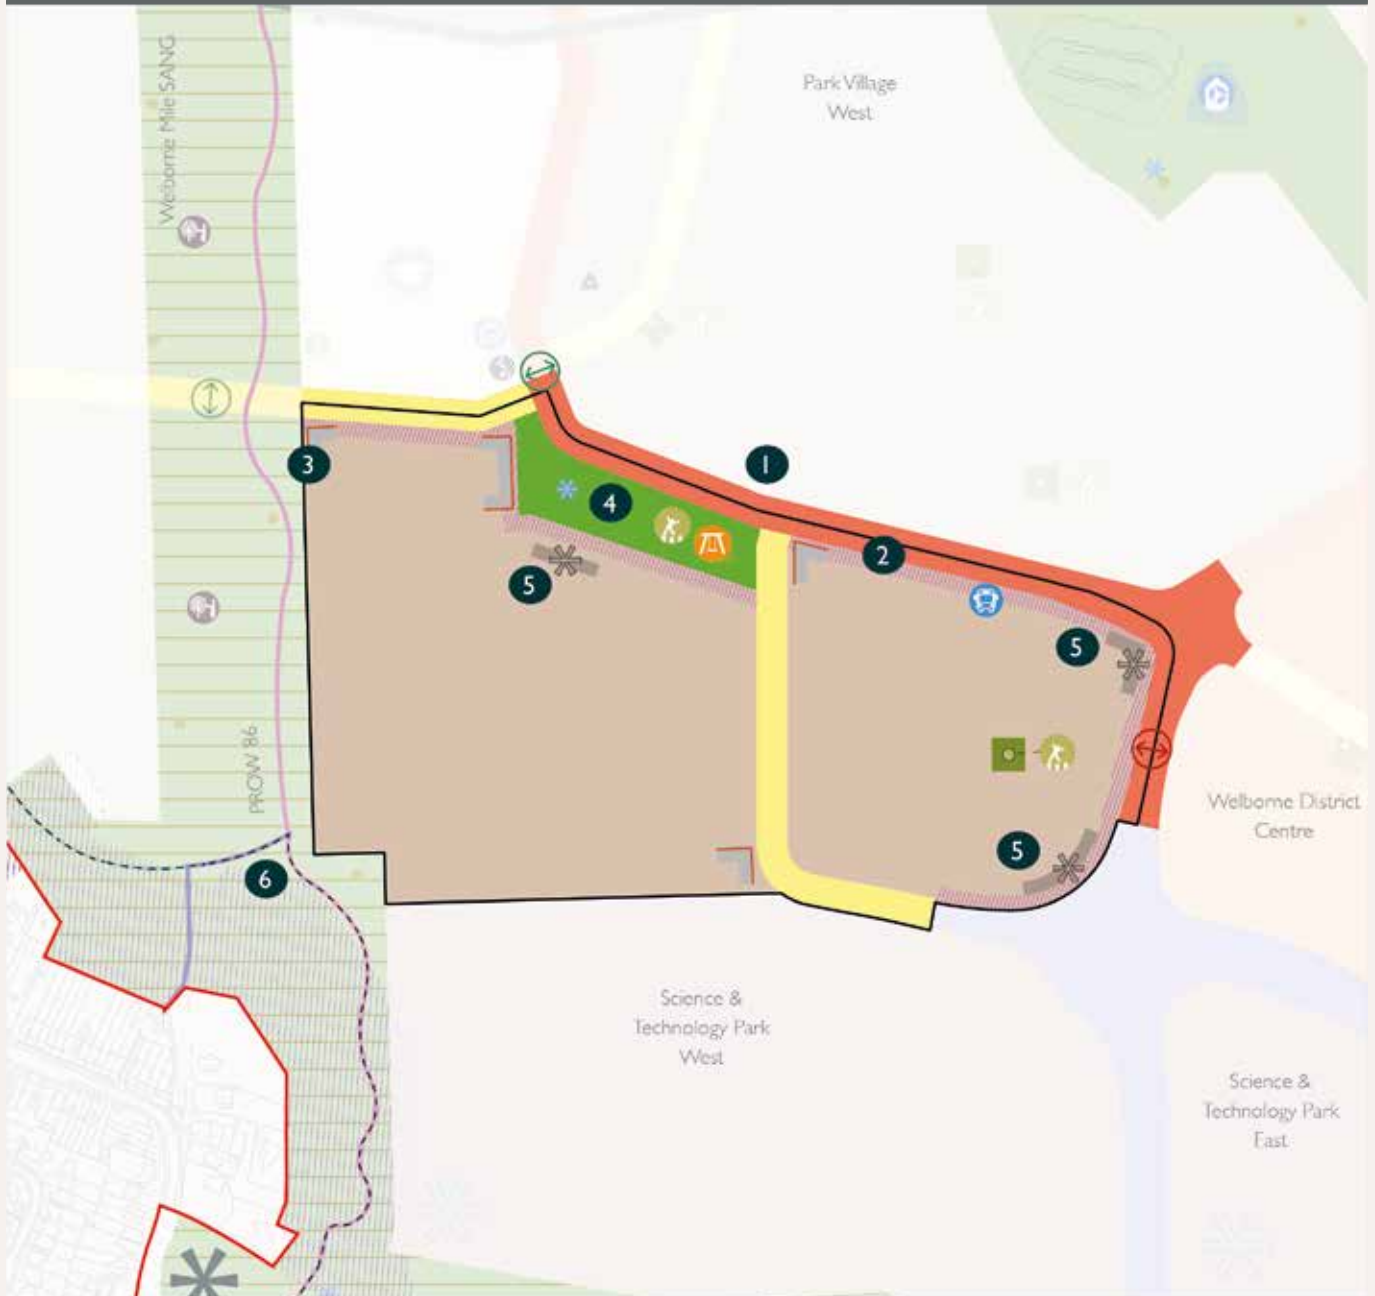 Welborne Mile SANG
Park Village
West
3
1
4
2
5
5
PROW 86
Welborne District
Centre
5
6
Science &
Technology Park
West
Science &
Technology Park
East